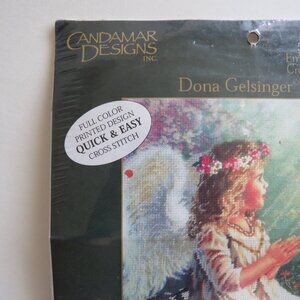 CANDAMAR
DESIGNS
INC.
Dona Gelsinger
FULL COLOR
PRINTED DESIGN
QUICK & EASY
CROSS STITCH